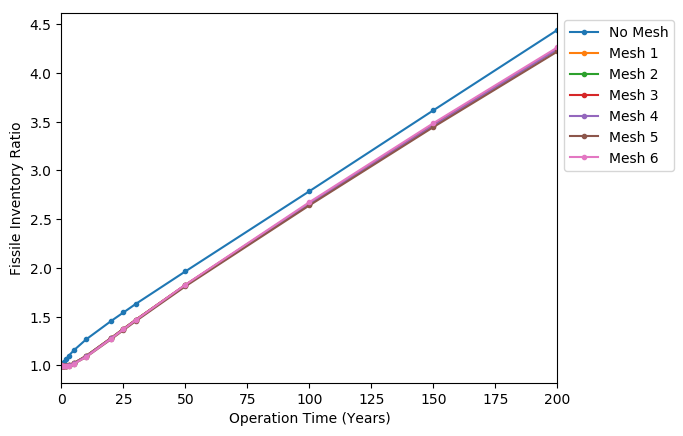 4.5
4.0
3.5
3.0
2.5
2.0
1.5
1.0
Fissile Inventory Ratio
0 25 50 75 100 125 150 175 200
Operation Time (Years)
No Mesh
Mesh 1
Mesh 2
Mesh 3
Mesh 4
Mesh 5
Mesh 6